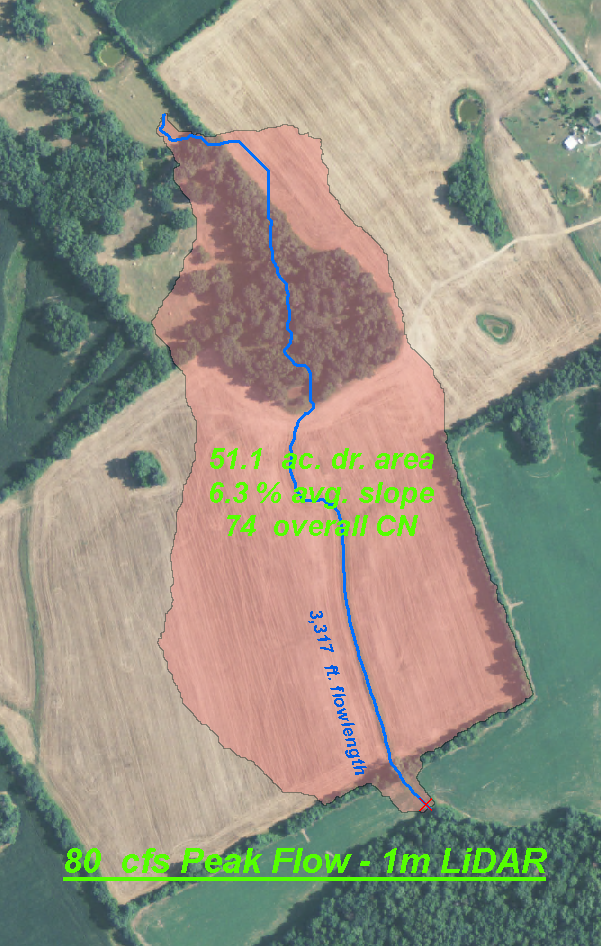 51.1 ac. dr. area
6.3 % avg. slope
74 overall CN
3,317 ft. flowlength
80 cfs Peak Flow - 1m LiDAR